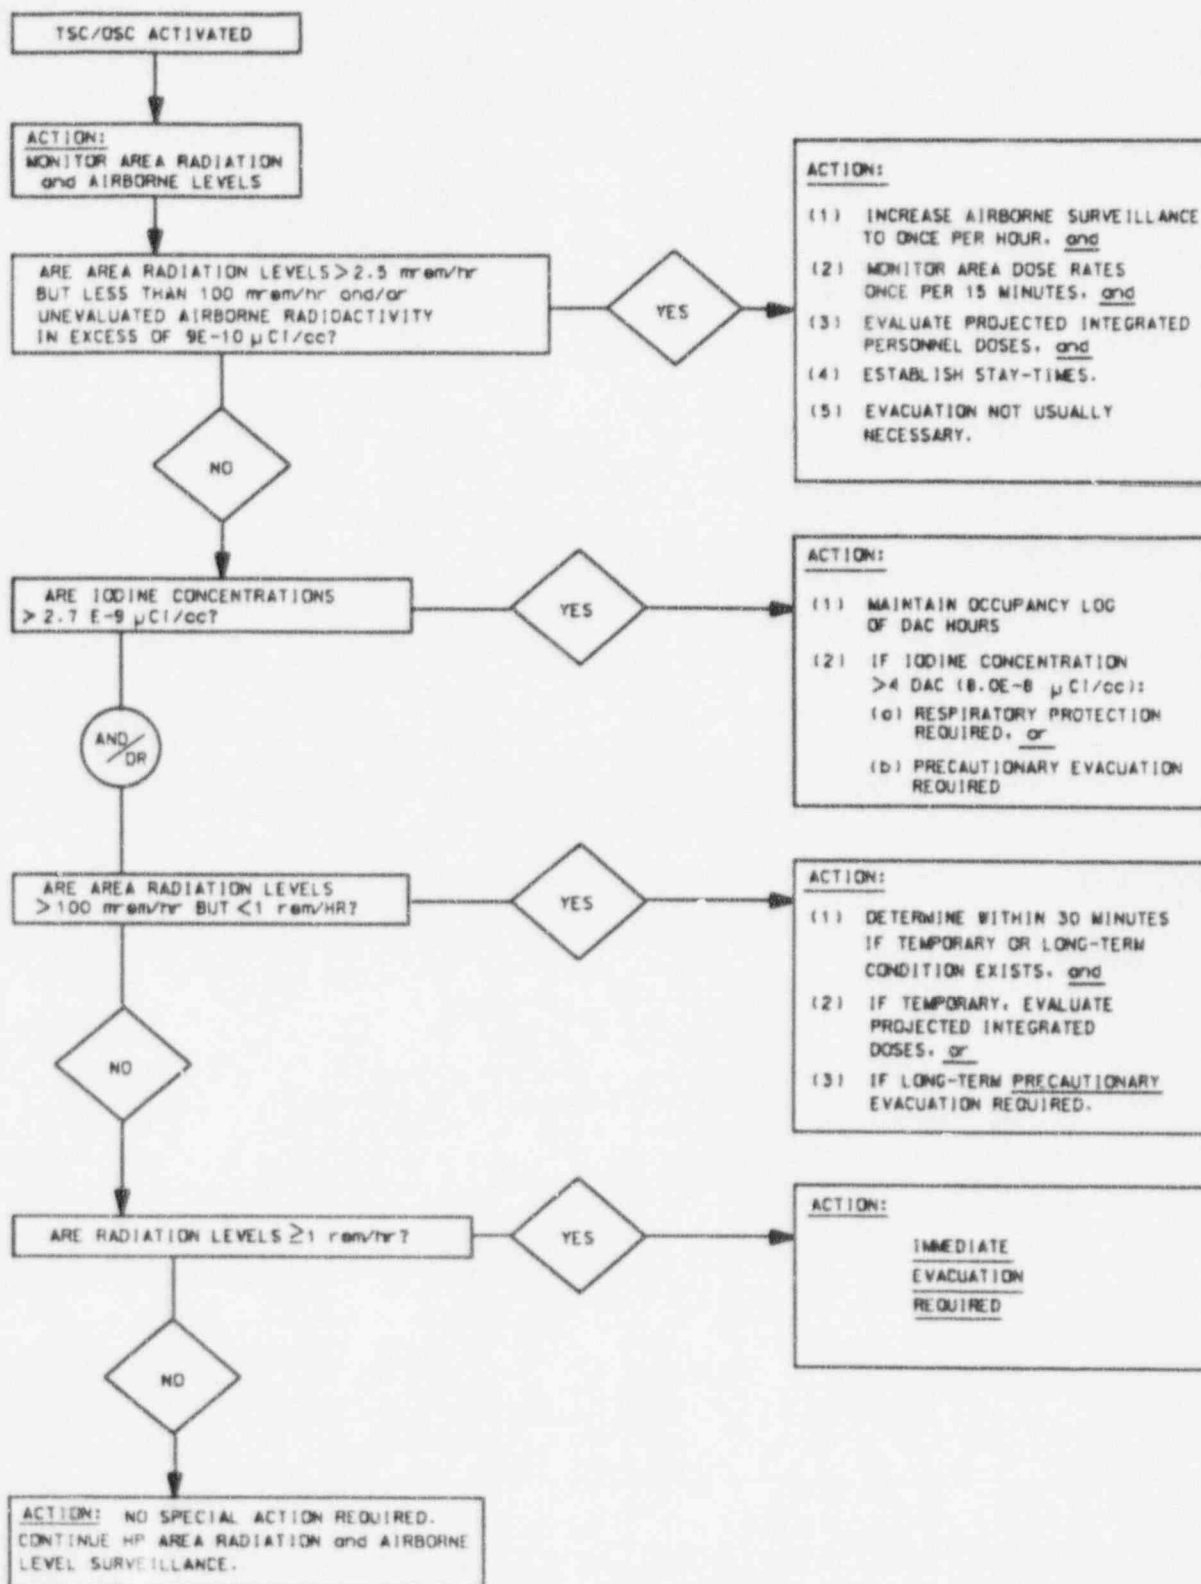 TSC/OSC ACTIVATED
ACTION:
MONITOR AREA RADIATION
and AIRBORNE LEVELS
ARE AREA RADIATION LEVELS > 2.5 mrem/hr
BUT LESS THAN 100 mrem/hr and/or
UNEVALUATED AIRBORNE RADIOACTIVITY
IN EXCESS OF 9E-10 µCi/cc?
YES
ACTION:
(1) INCREASE AIRBORNE SURVEILLANCE
TO ONCE PER HOUR, and
(2) MONITOR AREA DOSE RATES
ONCE PER 15 MINUTES, and
(3) EVALUATE PROJECTED INTEGRATED
PERSONNEL DOSES, and
(4) ESTABLISH STAY-TIMES.
(5) EVACUATION NOT USUALLY
NECESSARY.
NO
ARE IODINE CONCENTRATIONS
> 2.7 E-9 µCi/cc?
YES
ACTION:
(1) MAINTAIN OCCUPANCY LOG
OF DAC HOURS
(2) IF IODINE CONCENTRATION
>4 DAC (8.0E-8 µCi/cc):
(a) RESPIRATORY PROTECTION
REQUIRED, or
(b) PRECAUTIONARY EVACUATION
REQUIRED
AND/OR
ARE AREA RADIATION LEVELS
>100 mrem/hr BUT <1 rem/HR?
YES
ACTION:
(1) DETERMINE WITHIN 30 MINUTES
IF TEMPORARY OR LONG-TERM
CONDITION EXISTS, and
(2) IF TEMPORARY, EVALUATE
PROJECTED INTEGRATED
DOSES, or
(3) IF LONG-TERM PRECAUTIONARY
EVACUATION REQUIRED.
NO
ARE RADIATION LEVELS ≥1 rem/hr?
YES
ACTION:
IMMEDIATE
EVACUATION
REQUIRED
NO
ACTION: NO SPECIAL ACTION REQUIRED.
CONTINUE HP AREA RADIATION and AIRBORNE
LEVEL SURVEILLANCE.